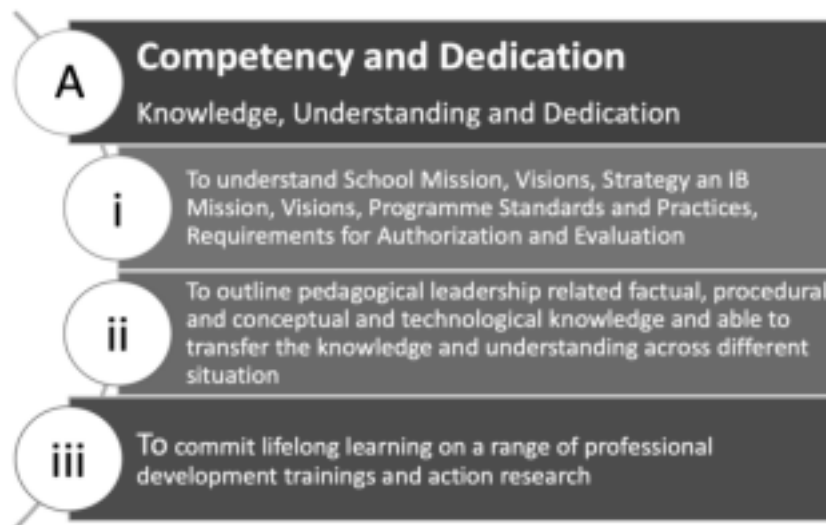 A
Competency and Dedication
Knowledge, Understanding and Dedication
i
To understand School Mission, Visions, Strategy an IB
Mission, Visions, Programme Standards and Practices,
Requirements for Authorization and Evaluation
ii
To outline pedagogical leadership related factual, procedural
and conceptual and technological knowledge and able to
transfer the knowledge and understanding across different
situation
iii
To commit lifelong learning on a range of professional
development trainings and action research